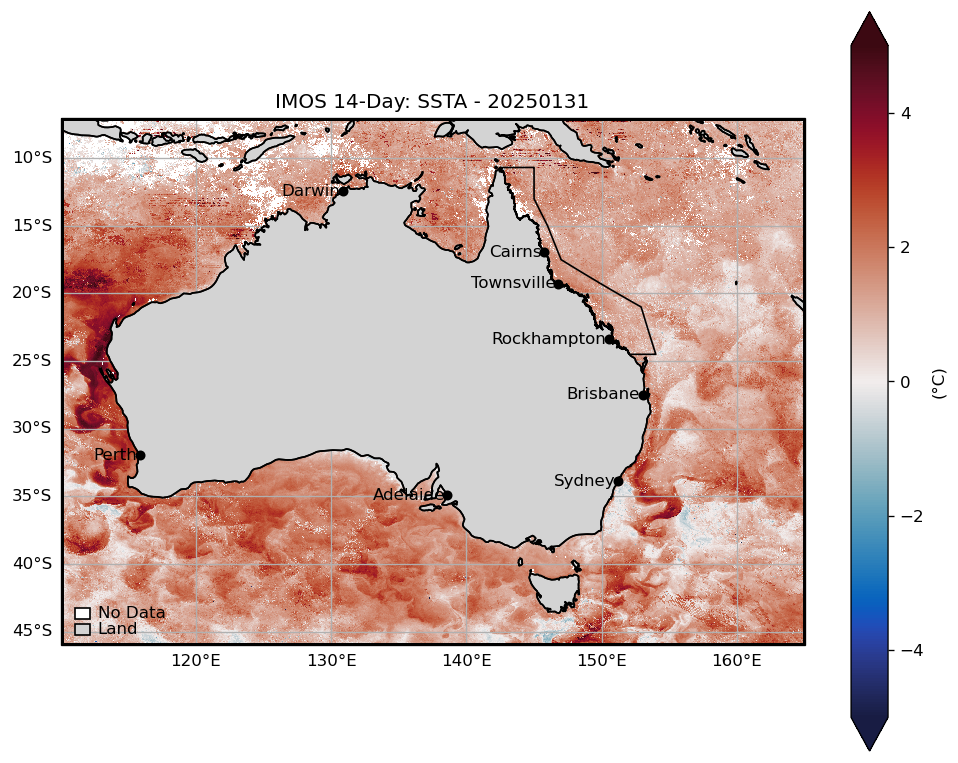 IMOS 14-Day: SSTA - 20250131
10°S
15°S
20°S
25°S
30°S
35°S
40°S
45°S
Darwin
Cairns
Townsville
Rockhampton
Brisbane
Perth
Sydney
Adelaide
No Data
Land
120°E
130°E
140°E
150°E
160°E
4
2
0
−2
−4
(°C)